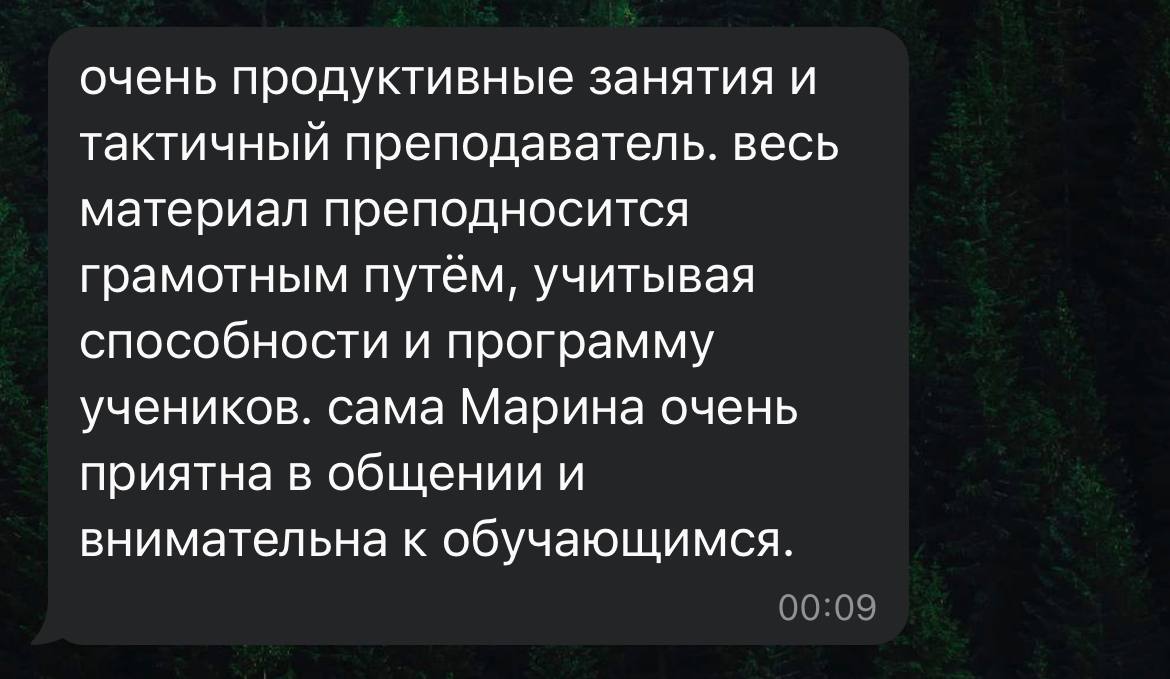 очень продуктивные занятия и
тактичный преподаватель. весь
материал преподносится
грамотным путём, учитывая
способности и программу
учеников. сама Марина очень
приятна в общении и
внимательна к обучающимся.
00:09